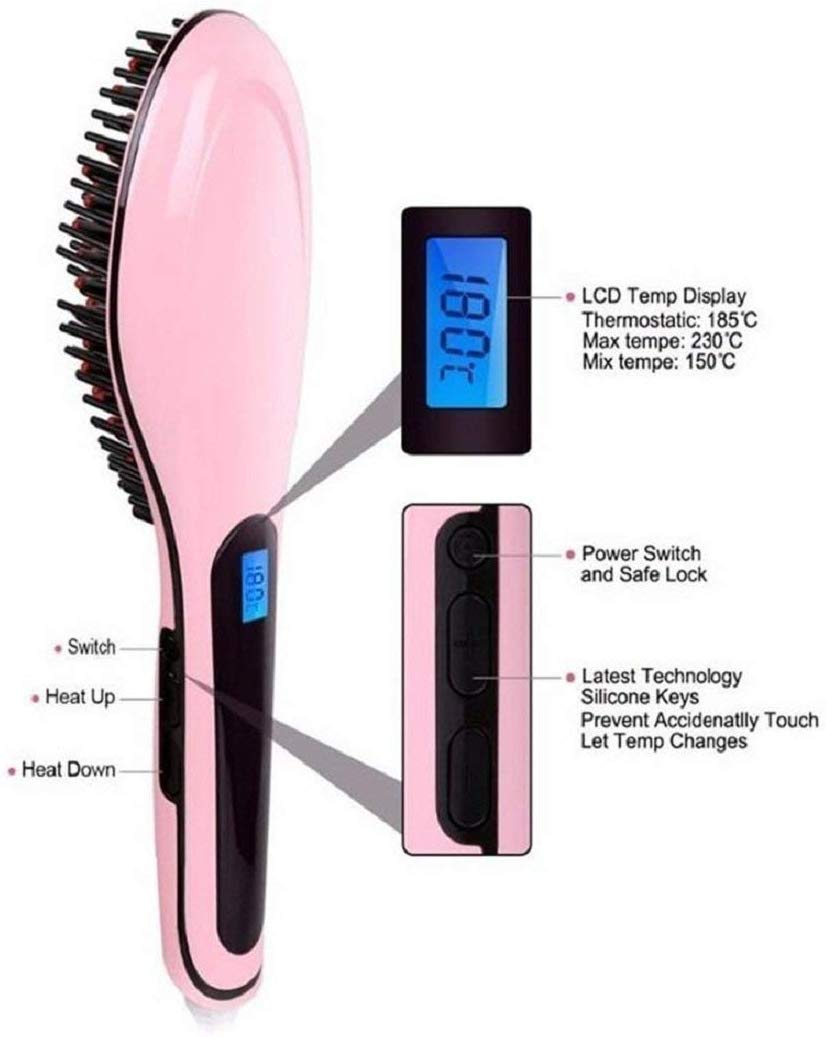 180℃
LCD Temp Display
Thermostatic: 185℃
Max tempe: 230℃
Mix tempe: 150℃
180℃
Power Switch
and Safe Lock
Switch
Heat Up
Heat Down
Latest Technology
Silicone Keys
Prevent Accidenatlly Touch
Let Temp Changes